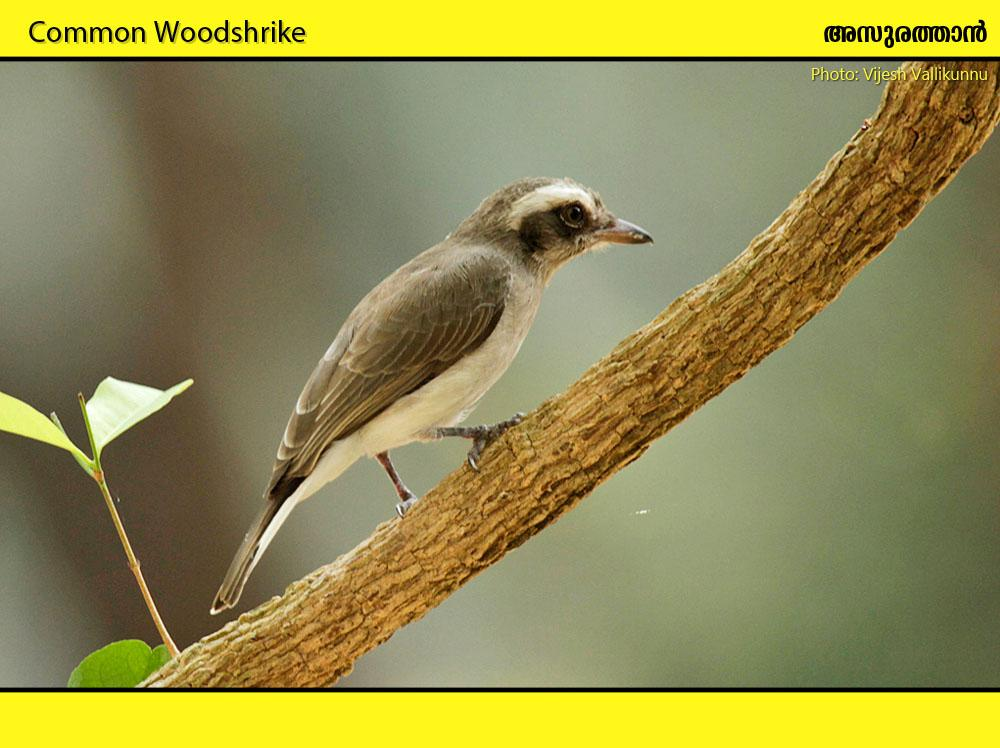 Common Woodshrike
അസുരത്താൻ
Photo: Vijesh Vallikunnu